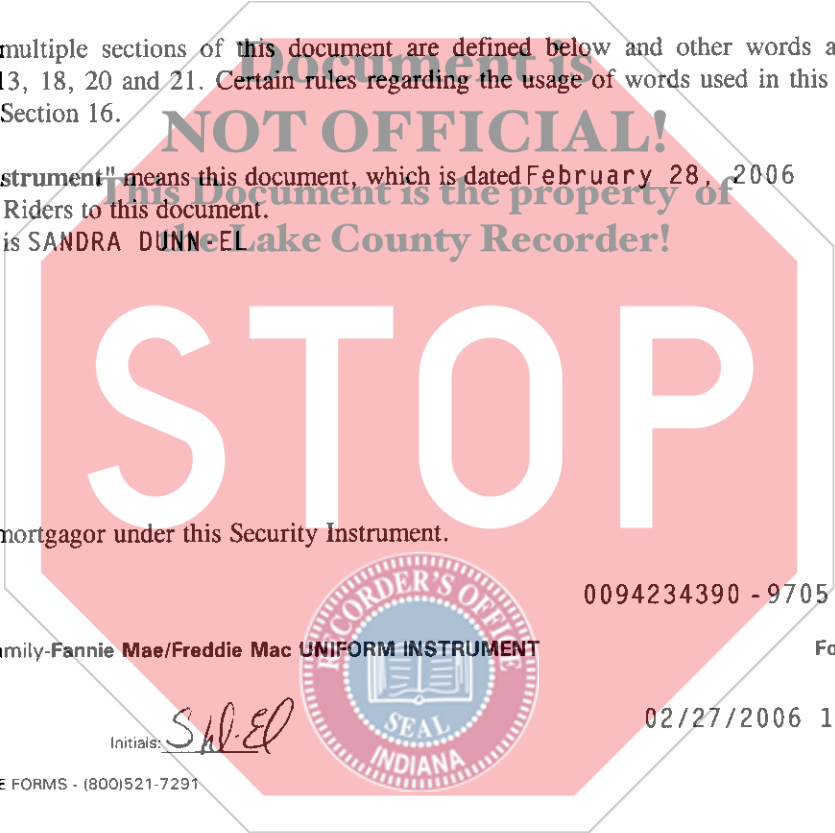 Document is
multiple sections of this document are defined below and other words a
13, 18, 20 and 21. Certain rules regarding the usage of words used in this
Section 16.
NOT OFFICIAL!
strument" means this document, which is dated February 28, 2006
This Document is the property of
Riders to this document.
is SANDRA DUNN-EL
the Lake County Recorder!
STOP
mortgagor under this Security Instrument.
RECORDER'S OFFICE
0094234390 - 9705
amily-Fannie Mae/Freddie Mac UNIFORM INSTRUMENT
Fo
SEAL
INDIANA
02/27/2006 1
Initials:
E FORMS - (800)521-7291